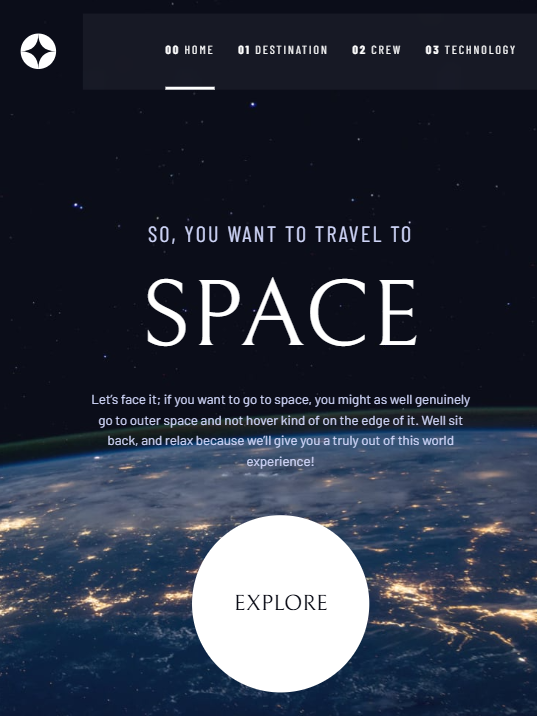 00 HOME 01 DESTINATION 02 CREW 03 TECHNOLOGY
SO, YOU WANT TO TRAVEL TO
SPACE
Let's face it; if you want to go to space, you might as well genuinely
go to outer space and not hover kind of on the edge of it. Well sit
back, and relax because we'll give you a truly out of this world
experience!
EXPLORE